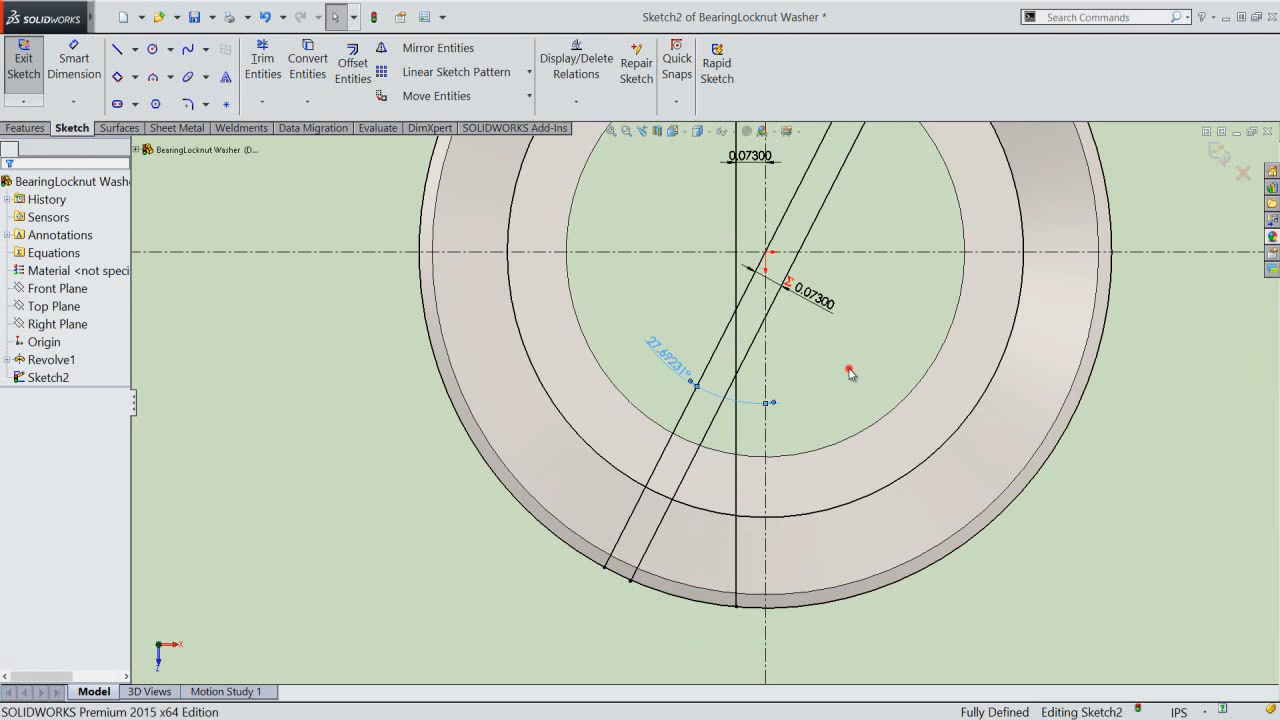 SOLIDWORKS
Sketch2 of BearingLocknut Washer *
Search Commands
Exit Sketch
Smart Dimension
Trim Entities
Convert Entities
Offset Entities
Mirror Entities
Linear Sketch Pattern
Move Entities
Display/Delete Relations
Repair Sketch
Quick Snaps
Rapid Sketch
Features
Sketch
Surfaces
Sheet Metal
Weldments
Data Migration
Evaluate
DimXpert
SOLIDWORKS Add-Ins
BearingLocknut Washer (D...
BearingLocknut Washe
History
Sensors
Annotations
Equations
Material <not speci
Front Plane
Top Plane
Right Plane
Origin
Revolve1
Sketch2
0.07300
Σ 0.07300
27.69231°
X
Z
Model
3D Views
Motion Study 1
SOLIDWORKS Premium 2015 x64 Edition
Fully Defined
Editing Sketch2
IPS